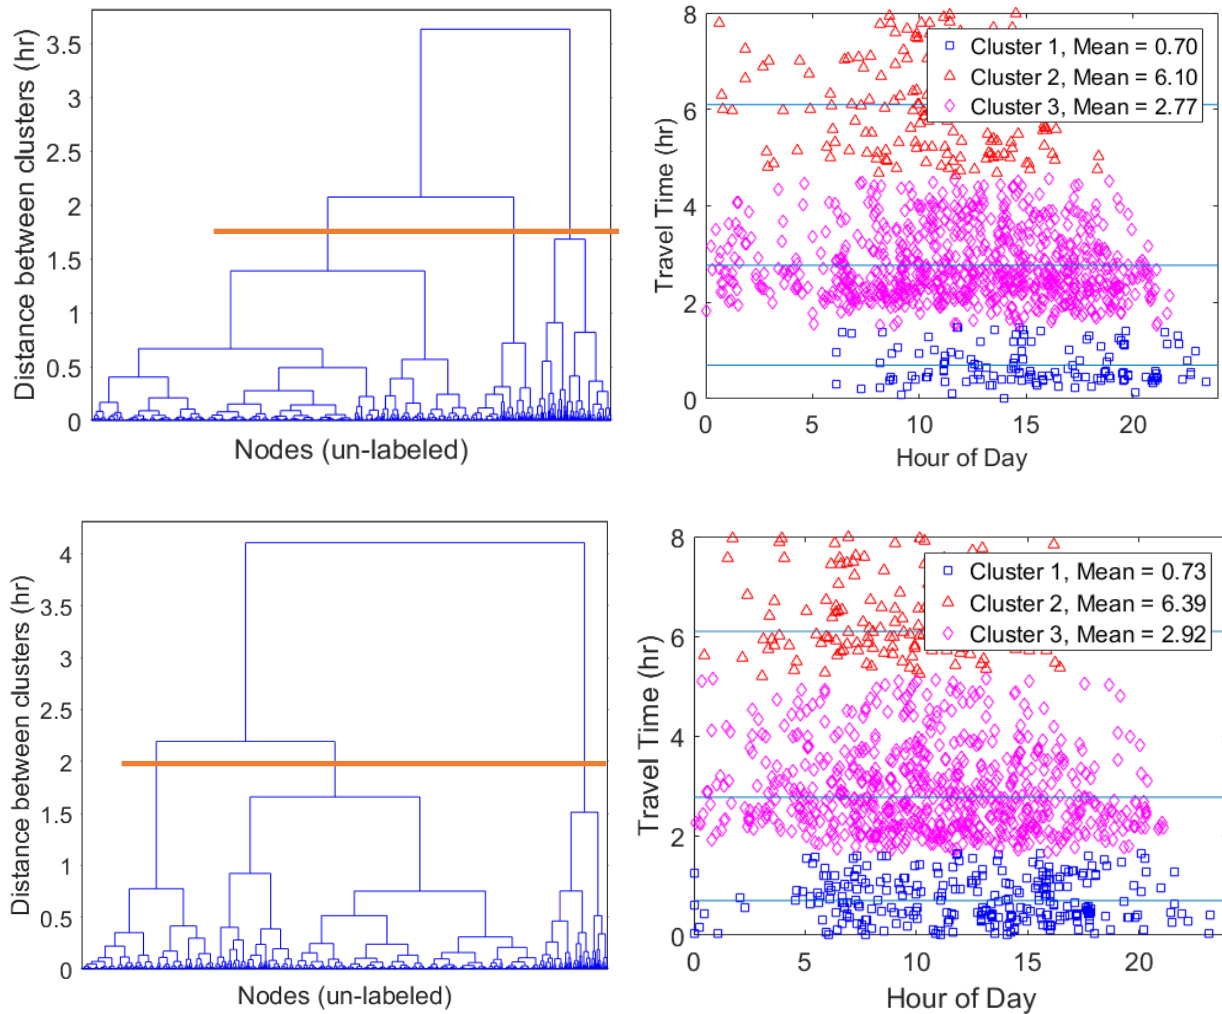 3.5
3
2.5
2
1.5
1
0.5
0
Distance between clusters (hr)
Nodes (un-labeled)
8
6
4
2
0
Travel Time (hr)
Cluster 1, Mean = 0.70
Cluster 2, Mean = 6.10
Cluster 3, Mean = 2.77
0 5 10 15 20
Hour of Day
4
3.5
3
2.5
2
1.5
1
0.5
0
Distance between clusters (hr)
Nodes (un-labeled)
8
6
4
2
0
Travel Time (hr)
Cluster 1, Mean = 0.73
Cluster 2, Mean = 6.39
Cluster 3, Mean = 2.92
0 5 10 15 20
Hour of Day